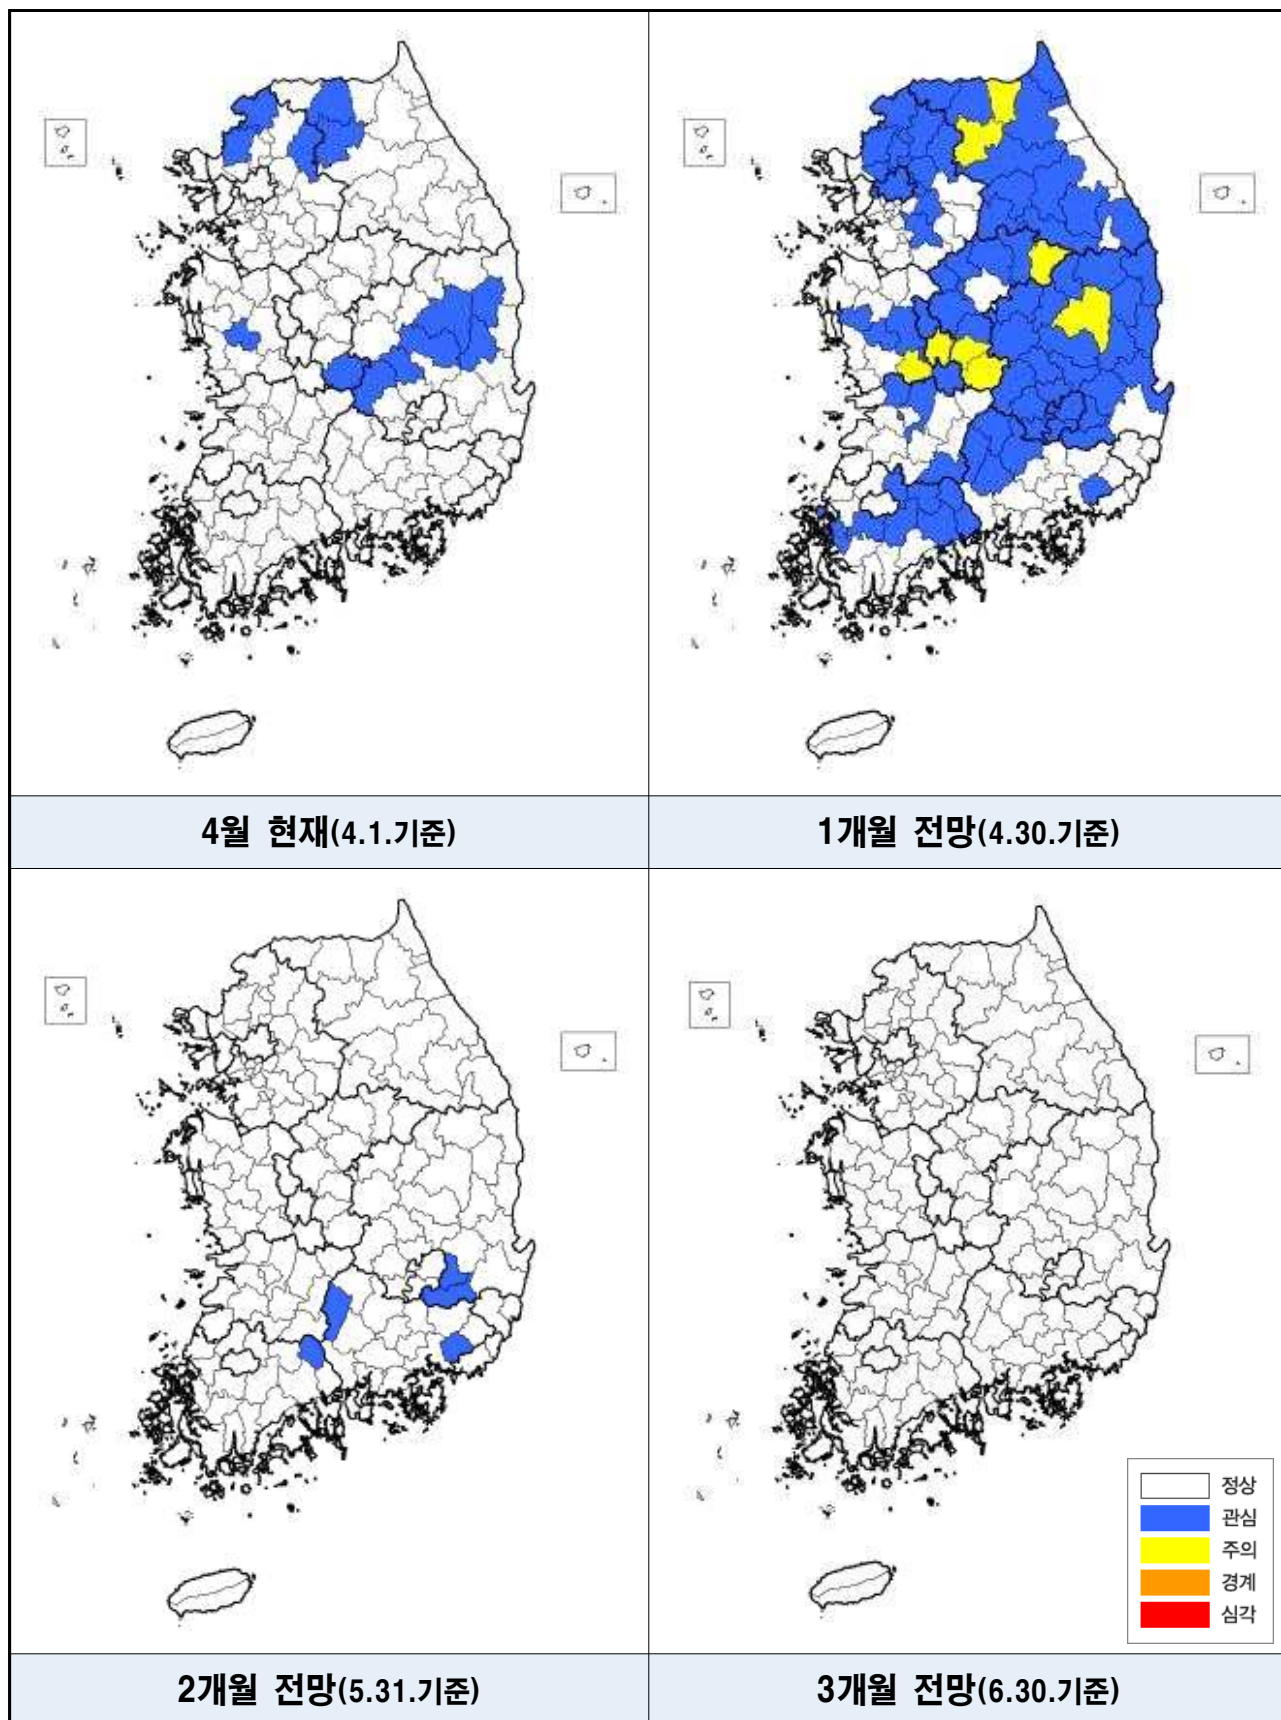 4월 현재(4.1.기준)
1개월 전망(4.30.기준)
정상
관심
주의
경계
심각
2개월 전망(5.31.기준)
3개월 전망(6.30.기준)